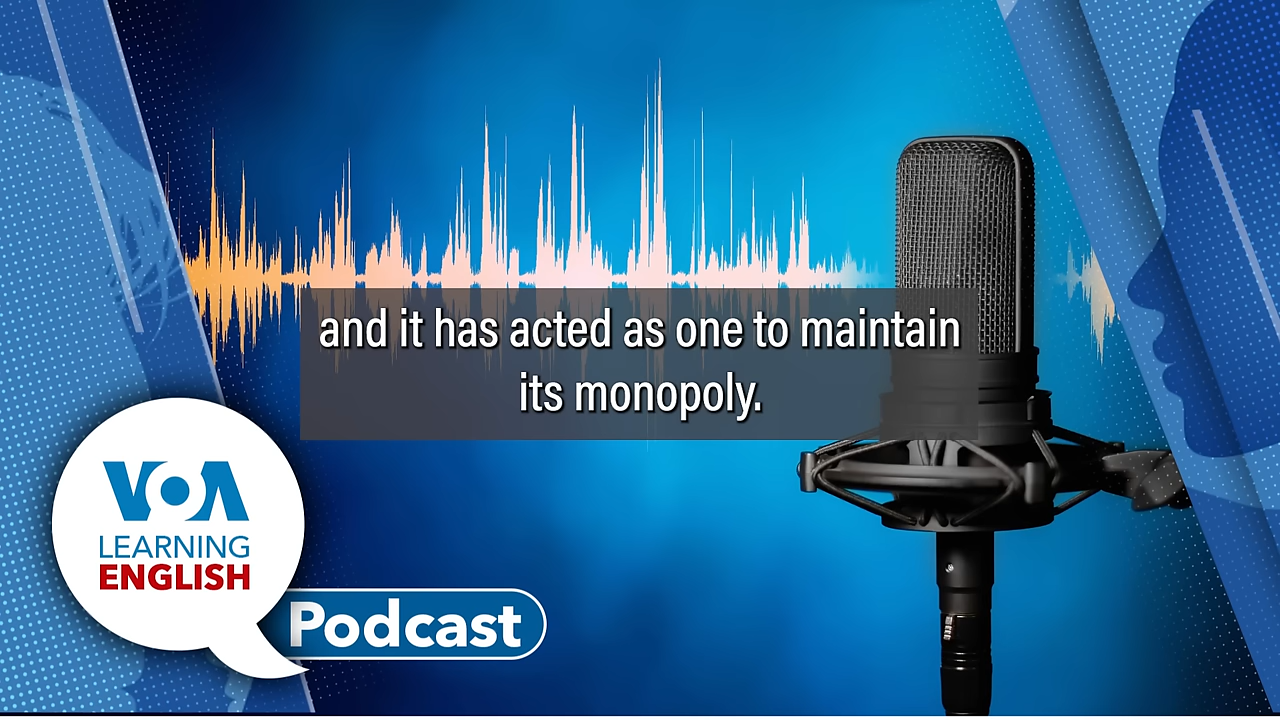 and it has acted as one to maintain
its monopoly.
VOA
LEARNING
ENGLISH
Podcast